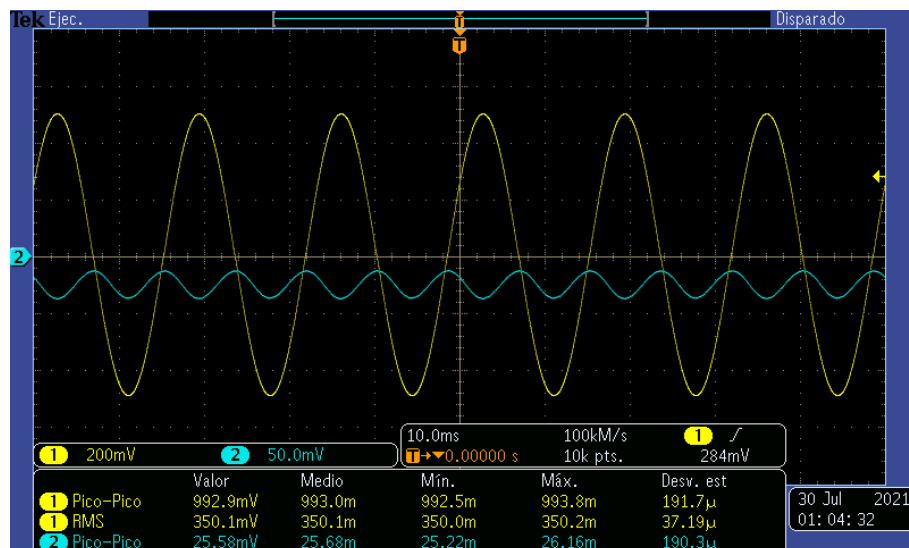 Tek Ejec. T Disparado
T
2
10.0ms 100kM/s 1
1 200mV 2 50.0mV T→▼0.00000 s 10k pts. 284mV
Valor Medio Mín. Máx. Desv. est
1 Pico-Pico 992.9mV 993.0m 992.5m 993.8m 191.7µ
1 RMS 350.1mV 350.1m 350.0m 350.2m 37.19µ
2 Pico-Pico 25.58mV 25.68m 25.22m 26.16m 190.3µ
30 Jul 2021
01:04:32